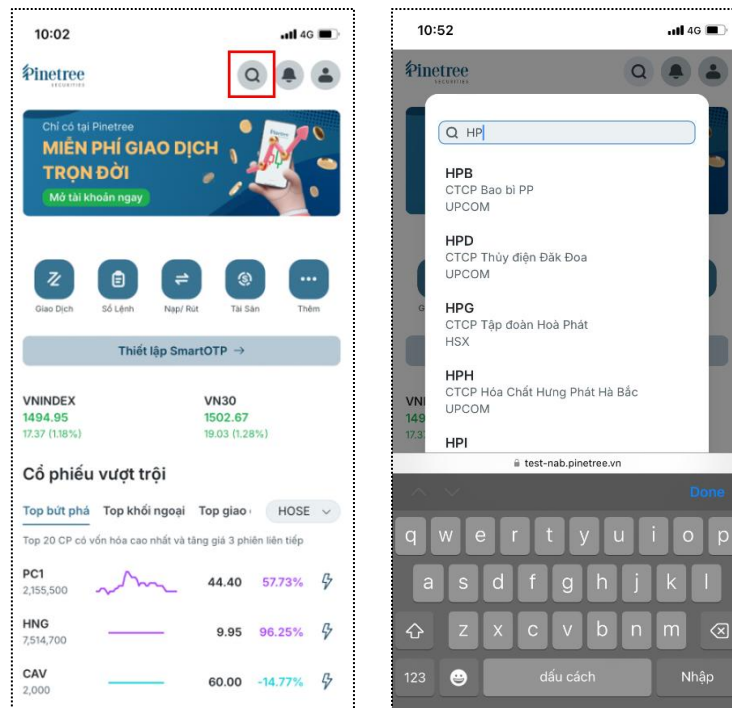 10:02
4G
Pinetree
SECURITIES
Chỉ có tại Pinetree
MIỄN PHÍ GIAO DỊCH
TRỌN ĐỜI
Mở tài khoản ngay
Giao Dịch
Sổ Lệnh
Nạp/ Rút
Tài Sản
Thêm
Thiết lập SmartOTP →
VNINDEX
VN30
1494.95
1502.67
17.37 (1.18%)
19.03 (1.28%)
Cổ phiếu vượt trội
Top bứt phá Top khối ngoại Top giao HOSE
Top 20 CP có vốn hóa cao nhất và tăng giá 3 phiên liên tiếp
PC1
2,155,500
44.40 57.73%
HNG
7,514,700
9.95 96.25%
CAV
2,000
60.00 -14.77%
10:52
4G
Pinetree
SECURITIES
HP
HPB
CTCP Bao bì PP
UPCOM
HPD
CTCP Thủy điện Đăk Đoa
UPCOM
HPG
CTCP Tập đoàn Hoà Phát
HSX
HPH
CTCP Hóa Chất Hưng Phát Hà Bắc
UPCOM
HPI
G
VNI
149
17.3
test-nab.pinetree.vn
Done
q w e r t y u i o p
a s d f g h j k l
z x c v b n m
123 dấu cách Nhập